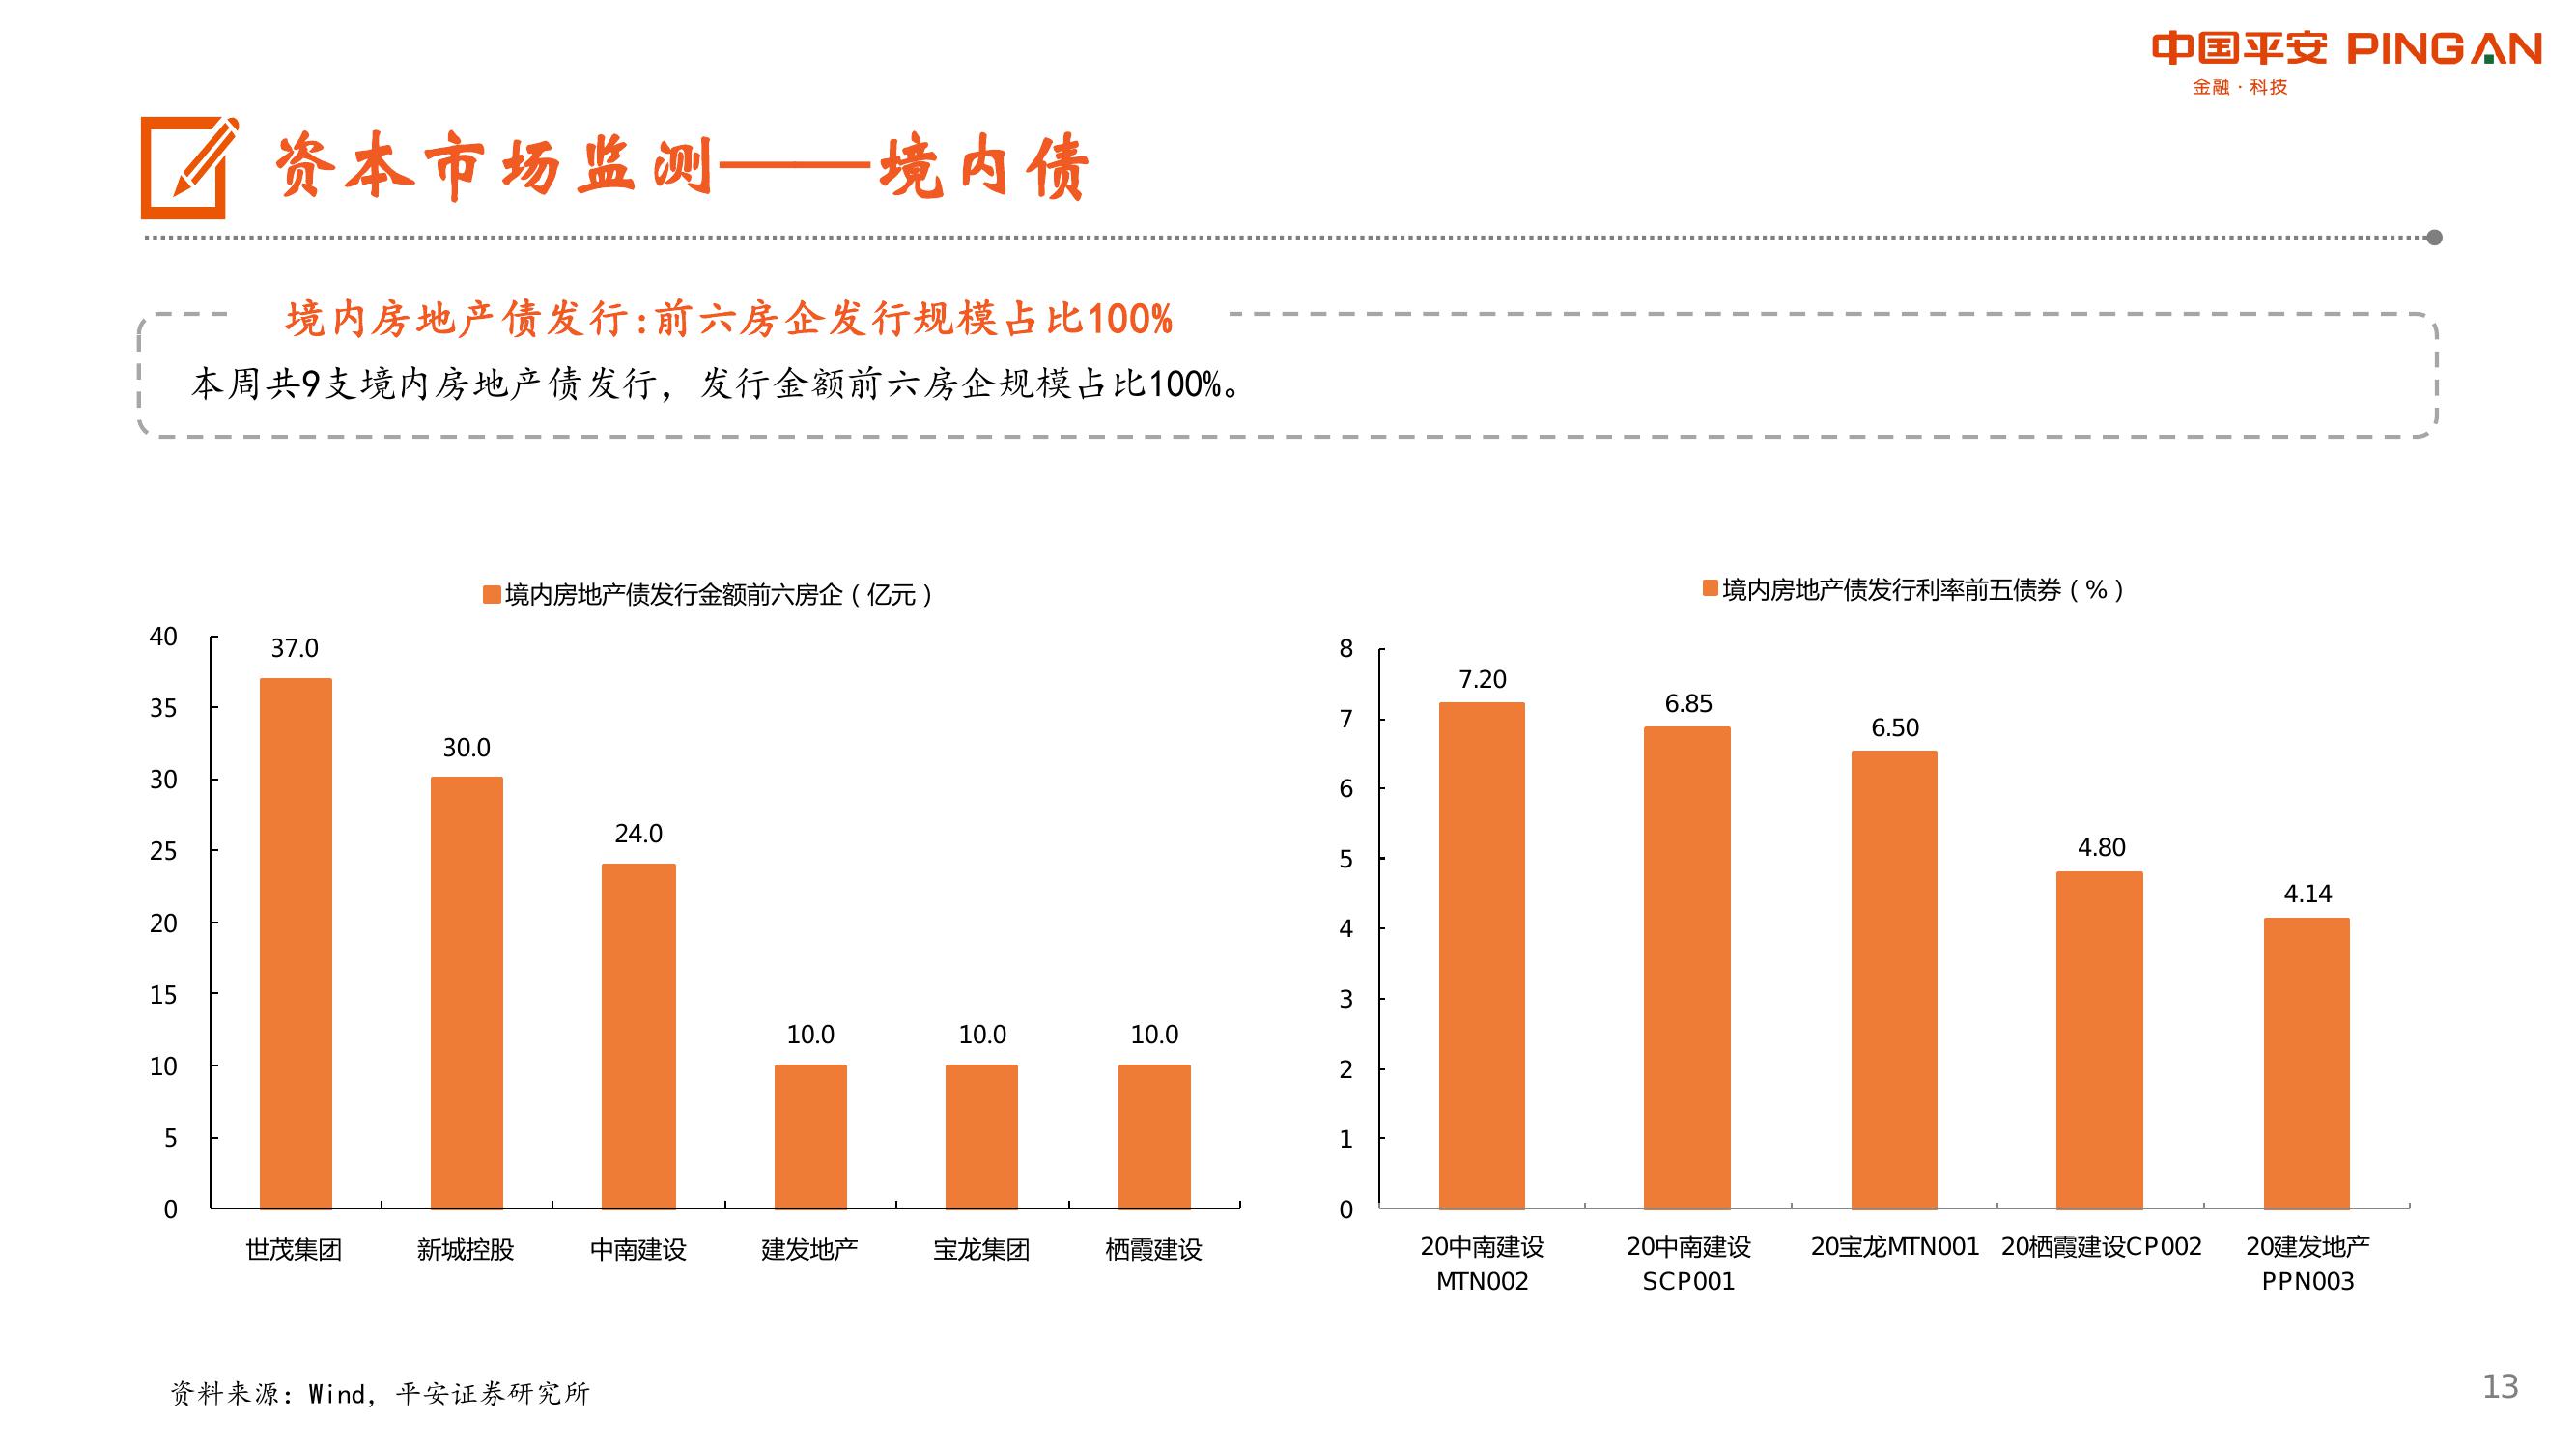 中国平安 PINGAN
金融·科技
资本市场监测——境内债
境内房地产债发行:前六房企发行规模占比100%
本周共9支境内房地产债发行，发行金额前六房企规模占比100%。
境内房地产债发行金额前六房企（亿元）
40
35
30
25
20
15
10
5
0
37.0
30.0
24.0
10.0
10.0
10.0
世茂集团
新城控股
中南建设
建发地产
宝龙集团
栖霞建设
境内房地产债发行利率前五债券（%）
8
7
6
5
4
3
2
1
0
7.20
6.85
6.50
4.80
4.14
20中南建设
MTN002
20中南建设
SCP001
20宝龙MTN001
20栖霞建设CP002
20建发地产
PPN003
资料来源：Wind，平安证券研究所
13